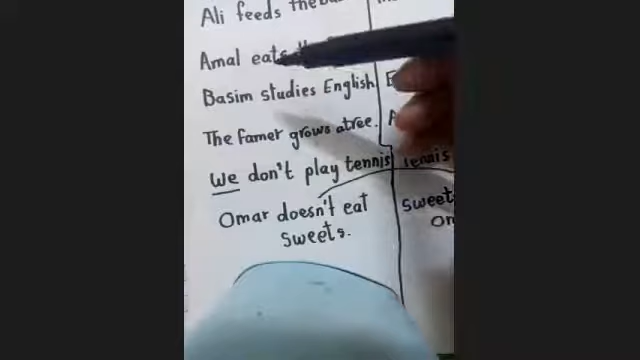 Ali feeds the
Amal eats
Basim studies English
The famer grows a tree.
We don't play tennis
Omar doesn't eat
sweets.
tennis
sweet